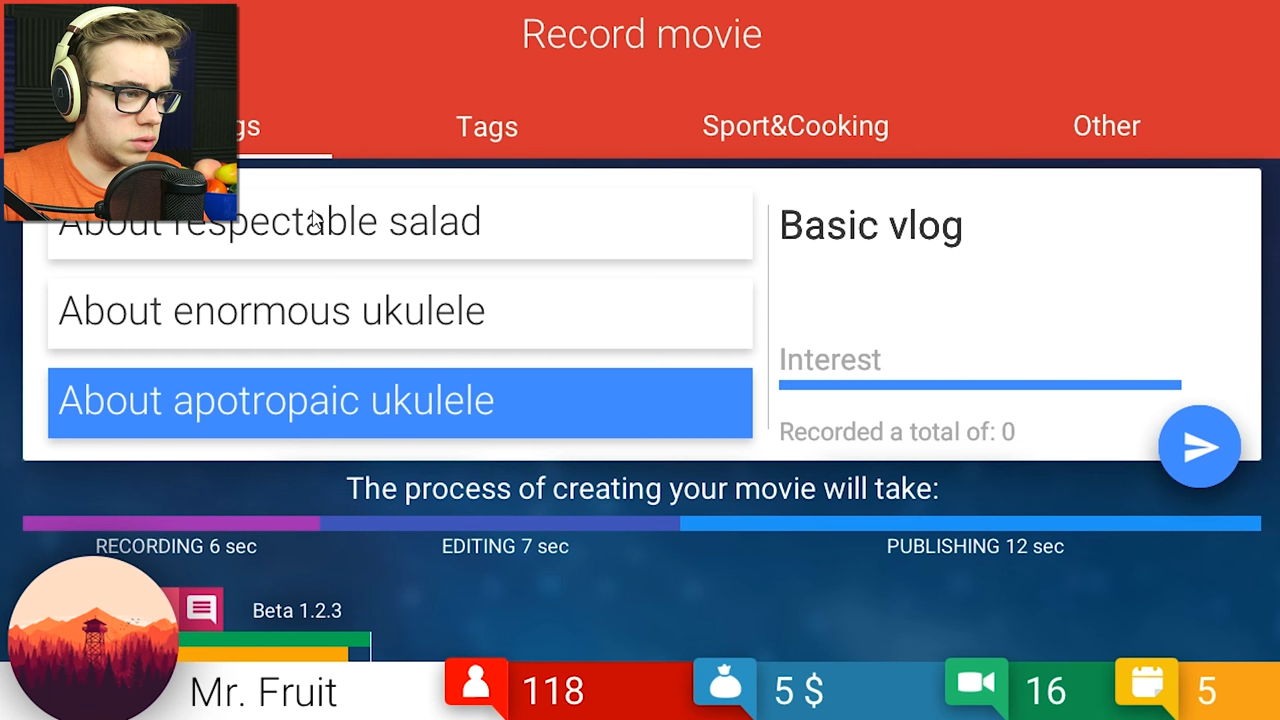 Record movie
gs
Tags
Sport&Cooking
Other
About respectable salad
About enormous ukulele
About apotropaic ukulele
Basic vlog
Interest
Recorded a total of: 0
The process of creating your movie will take:
RECORDING 6 sec
EDITING 7 sec
PUBLISHING 12 sec
Beta 1.2.3
Mr. Fruit
118
5 $
16
5